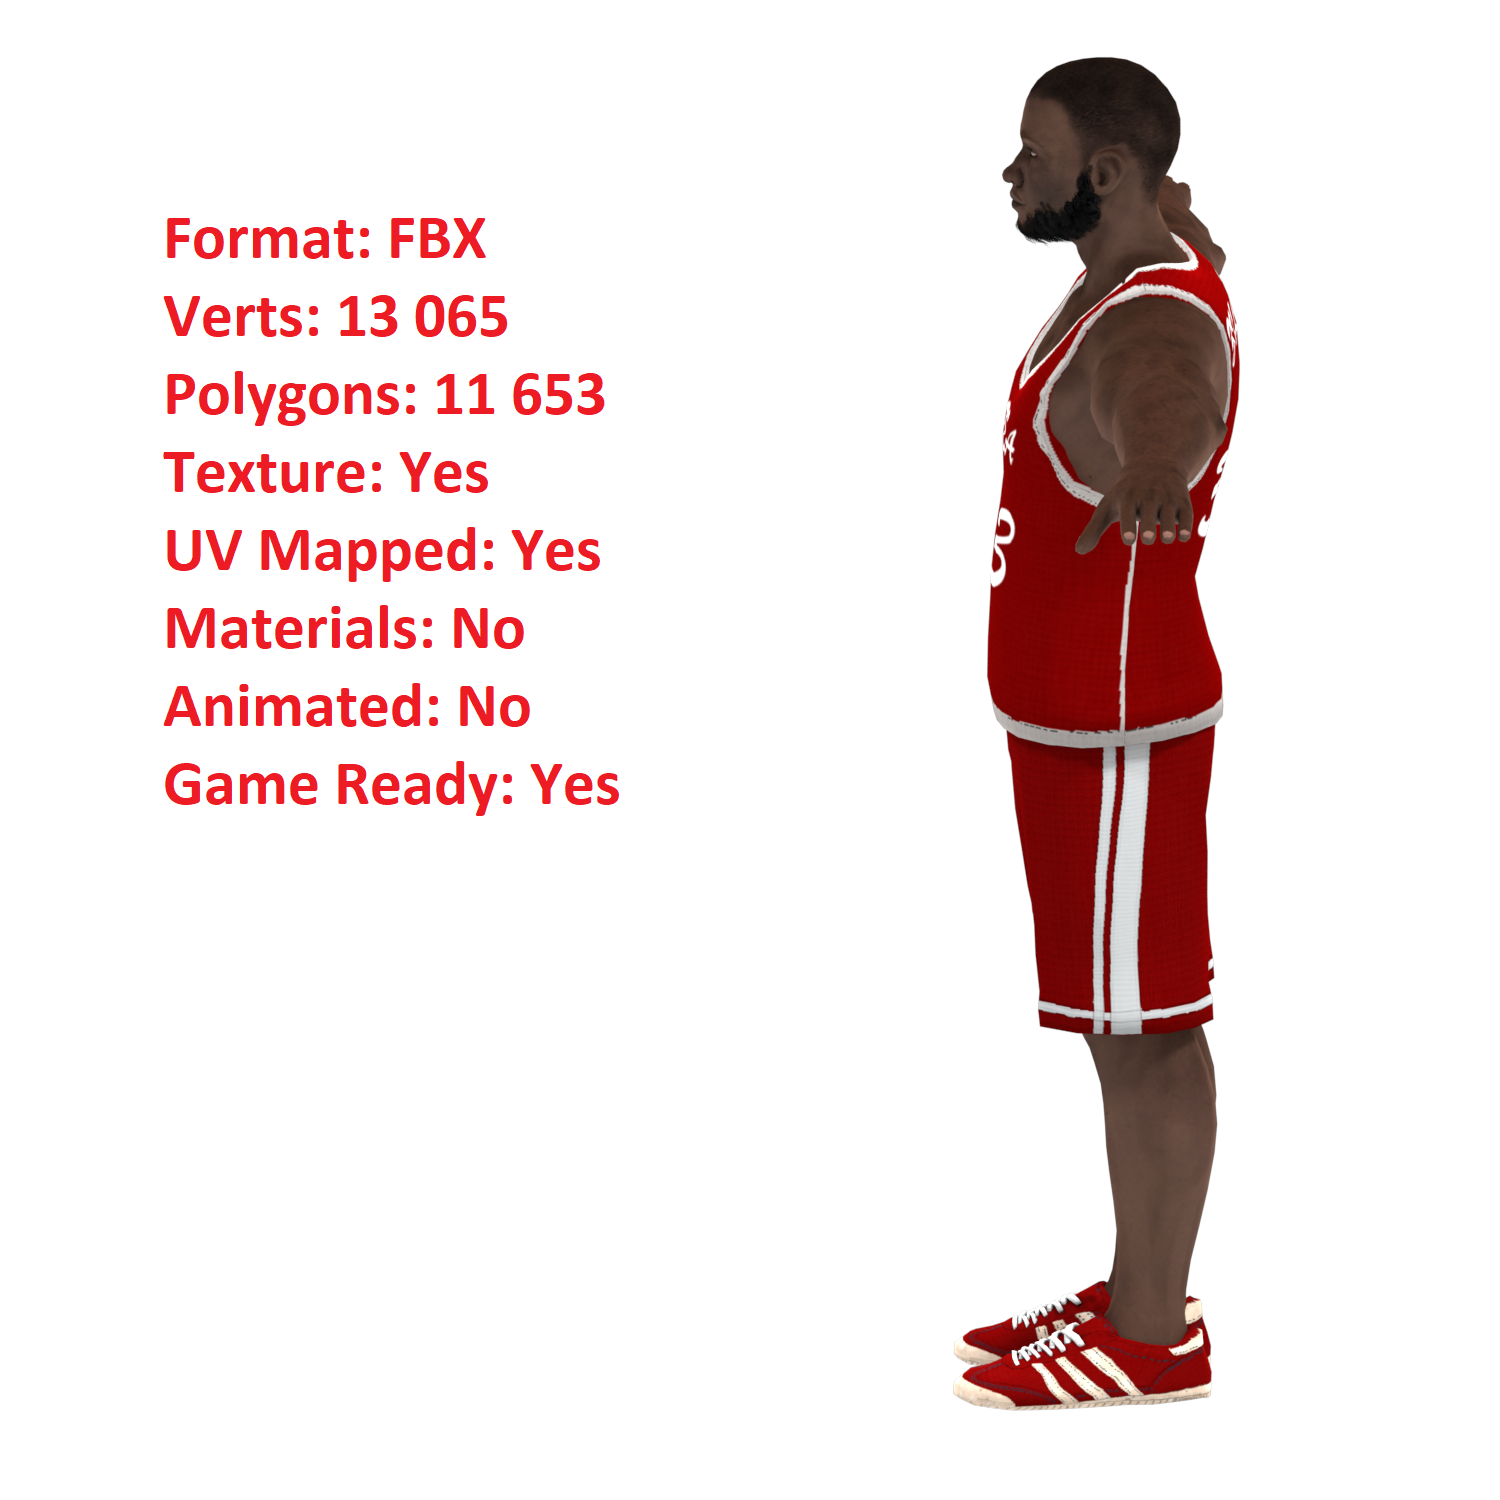 Format: FBX
Verts: 13 065
Polygons: 11 653
Texture: Yes
UV Mapped: Yes
Materials: No
Animated: No
Game Ready: Yes
3